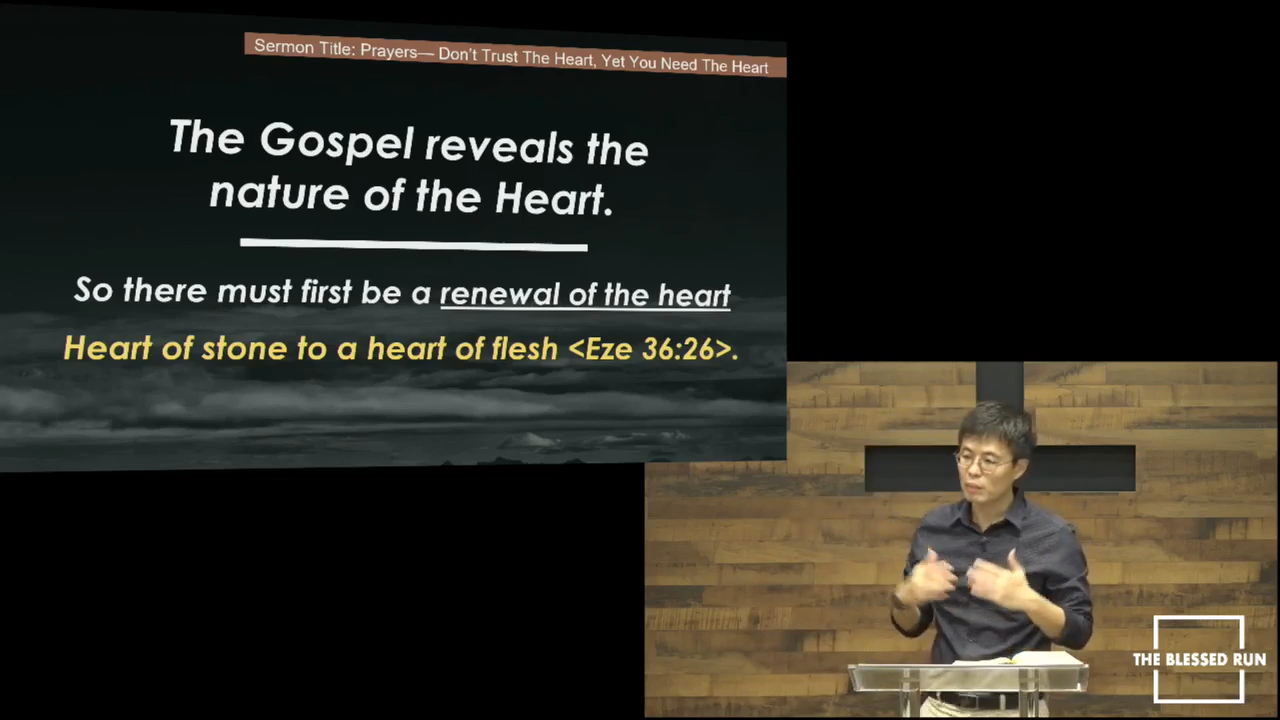 Sermon Title: Prayers— Don't Trust The Heart, Yet You Need The Heart
The Gospel reveals the
nature of the Heart.
So there must first be a renewal of the heart
Heart of stone to a heart of flesh <Eze 36:26>.
THE BLESSED RUN